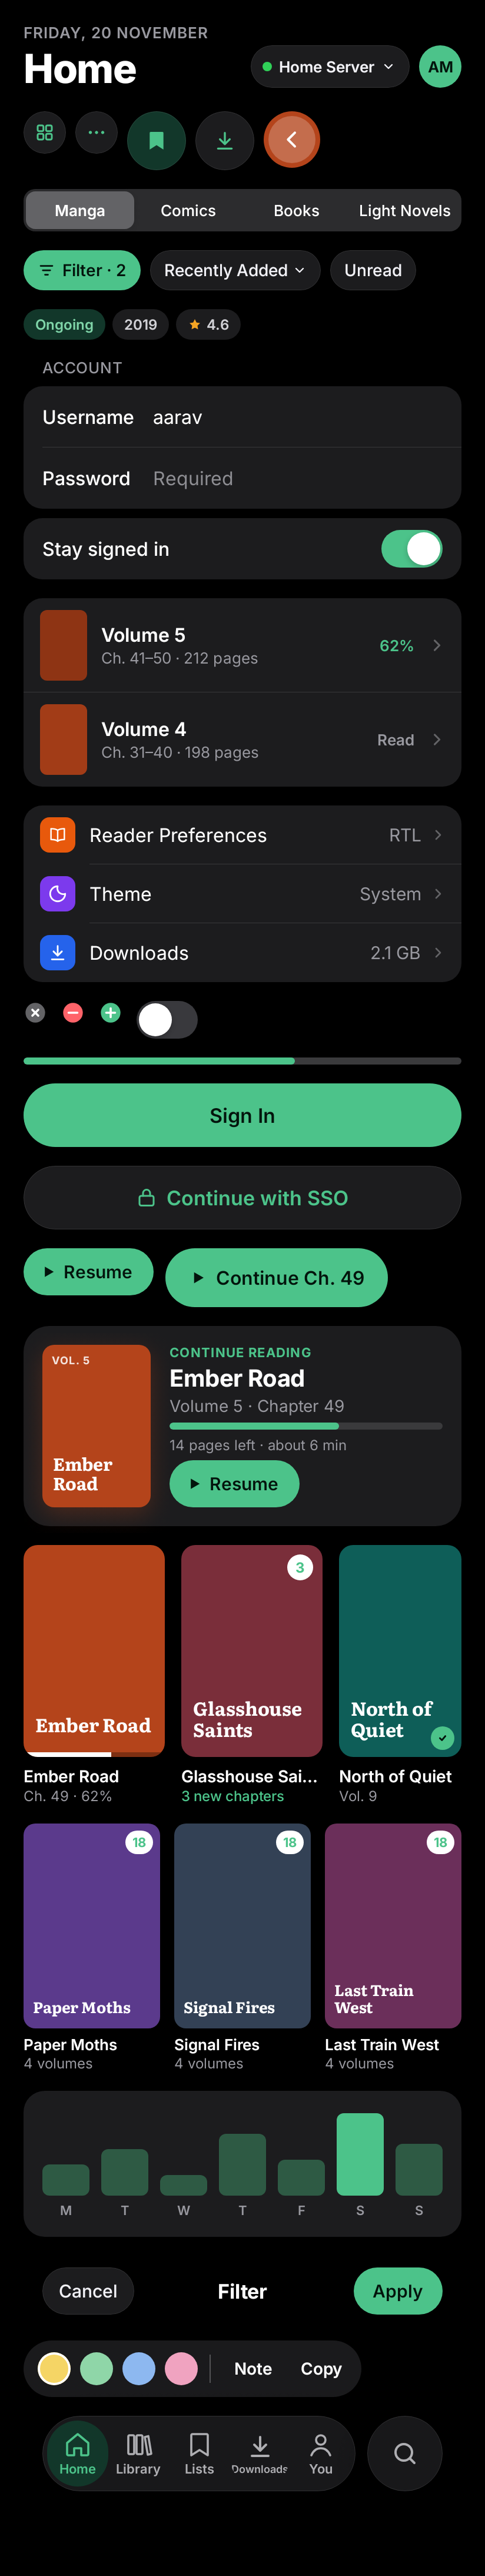 FRIDAY, 20 NOVEMBER
Home
Home Server
AM
Manga
Comics
Books
Light Novels
Filter · 2
Recently Added
Unread
Ongoing
2019
4.6
ACCOUNT
Username aarav
Password Required
Stay signed in
Volume 5
Ch. 41–50 · 212 pages
62%
Volume 4
Ch. 31–40 · 198 pages
Read
Reader Preferences
RTL
Theme
System
Downloads
2.1 GB
Sign In
Continue with SSO
Resume
Continue Ch. 49
VOL. 5
Ember
Road
CONTINUE READING
Ember Road
Volume 5 · Chapter 49
14 pages left · about 6 min
Resume
Ember Road
Ember Road
Ch. 49 · 62%
3
Glasshouse
Saints
Glasshouse Sai...
3 new chapters
North of
Quiet
North of Quiet
Vol. 9
18
Paper Moths
Paper Moths
4 volumes
18
Signal Fires
Signal Fires
4 volumes
18
Last Train
West
Last Train West
4 volumes
M
T
W
T
F
S
S
Cancel
Filter
Apply
Note
Copy
Home
Library
Lists
Downloads
You